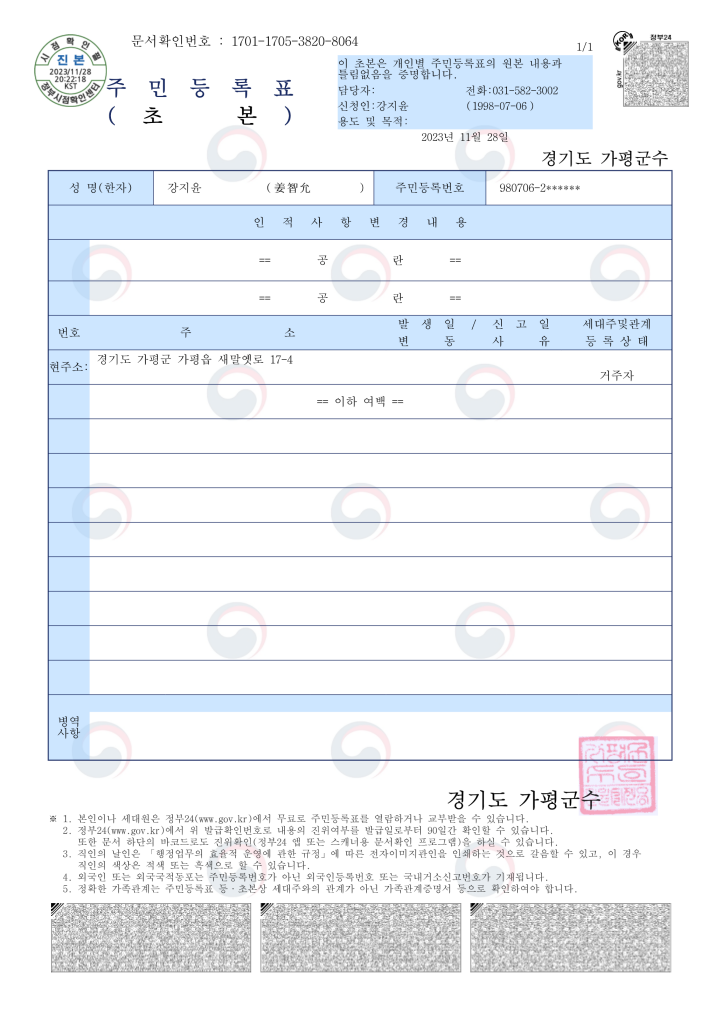 문서확인번호 : 1701-1705-3820-8064
시점확인필
진본
2023/11/28
20:22:18
KST
정부시점확인센터
주 민 등 록 표
( 초 본 )
1/1
정부24
이 초본은 개인별 주민등록표의 원본 내용과
틀림없음을 증명합니다.
담당자: 전화:031-582-3002
신청인:강지윤 (1998-07-06 )
용도 및 목적:
2023년 11월 28일
경기도 가평군수
성 명(한자) 강지윤 (姜智允 ) 주민등록번호 980706-2******
인 적 사 항 변 경 내 용
== 공 란 ==
== 공 란 ==
번호 주 소 발 생 일 / 신 고 일 세대주및관계
변 동 사 유 등 록 상 태
현주소: 경기도 가평군 가평읍 새말옛로 17-4
거주자
== 이하 여백 ==
병역
사항
경기도 가평군수
※ 1. 본인이나 세대원은 정부24(www.gov.kr)에서 무료로 주민등록표를 열람하거나 교부받을 수 있습니다.
2. 정부24(www.gov.kr)에서 위 발급확인번호로 내용의 진위여부를 발급일로부터 90일간 확인할 수 있습니다.
또한 문서 하단의 바코드로도 진위확인(정부24 앱 또는 스캐너용 문서확인 프로그램)을 하실 수 있습니다.
3. 직인의 날인은 「행정업무의 효율적 운영에 관한 규정」에 따른 전자이미지관인을 인쇄하는 것으로 갈음할 수 있고, 이 경우
직인의 색상은 적색 또는 흑색으로 할 수 있습니다.
4. 외국인 또는 외국국적동포는 주민등록번호가 아닌 외국인등록번호 또는 국내거소신고번호가 기재됩니다.
5. 정확한 가족관계는 주민등록표 등·초본상 세대주와의 관계가 아닌 가족관계증명서 등으로 확인하여야 합니다.